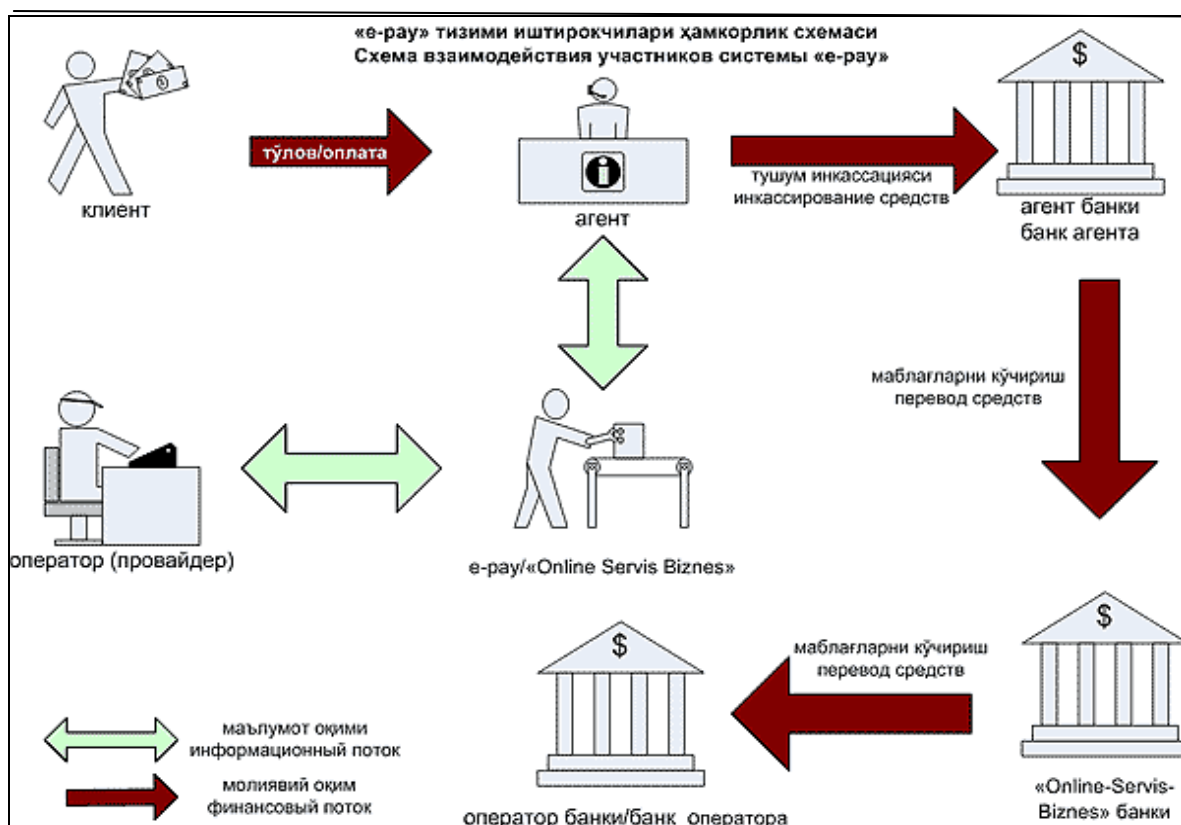 «e-pay» тизими иштирокчилари ҳамкорлик схемаси
Схема взаимодействия участников системы «e-pay»
$
тўлов/оплата
клиент
i
агент
тушум инкассацияси
инкассирование средств
агент банки
банк агента
маблағларни кўчириш
перевод средств
оператор (провайдер)
e-pay/«Online Servis Biznes»
$
маблағларни кўчириш
перевод средств
$
маълумот оқими
информационный поток
молиявий оқим
финансовый поток
оператор банки/банк оператора
«Online-Servis-
Biznes» банки